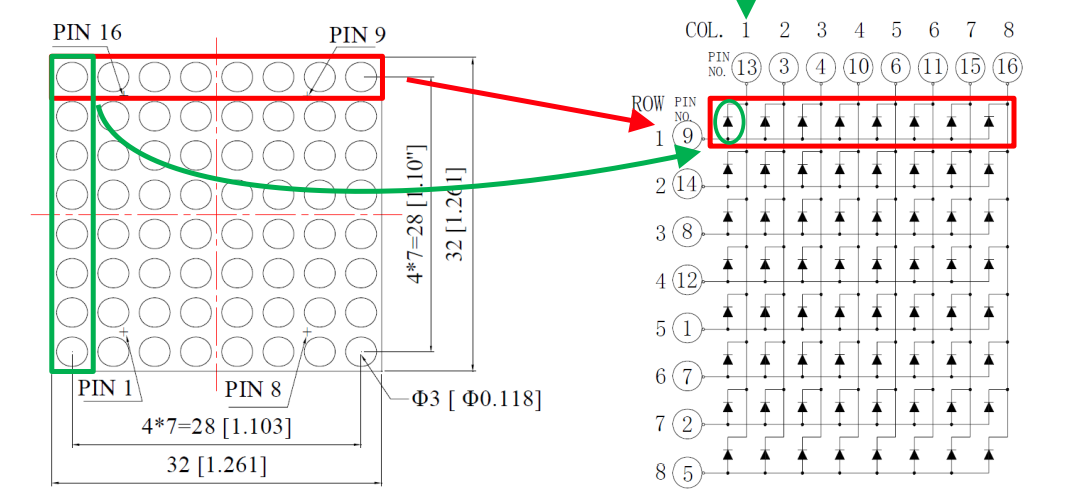 PIN 16
PIN 9
PIN 1
PIN 8
4*7=28 [1.10"]
32 [1.261]
Φ3 [ Φ0.118]
4*7=28 [1.103]
32 [1.261]
COL. 1 2 3 4 5 6 7 8
PIN NO. 13 3 4 10 6 11 15 16
ROW PIN NO.
1 9
2 14
3 8
4 12
5 1
6 7
7 2
8 5